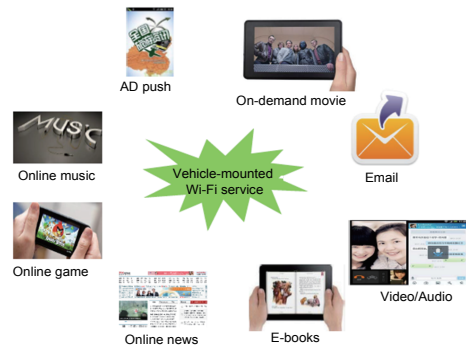 AD push
On-demand movie
MUSIC
Online music
Vehicle-mounted
Wi-Fi service
Email
Online game
Video/Audio
Online news
E-books